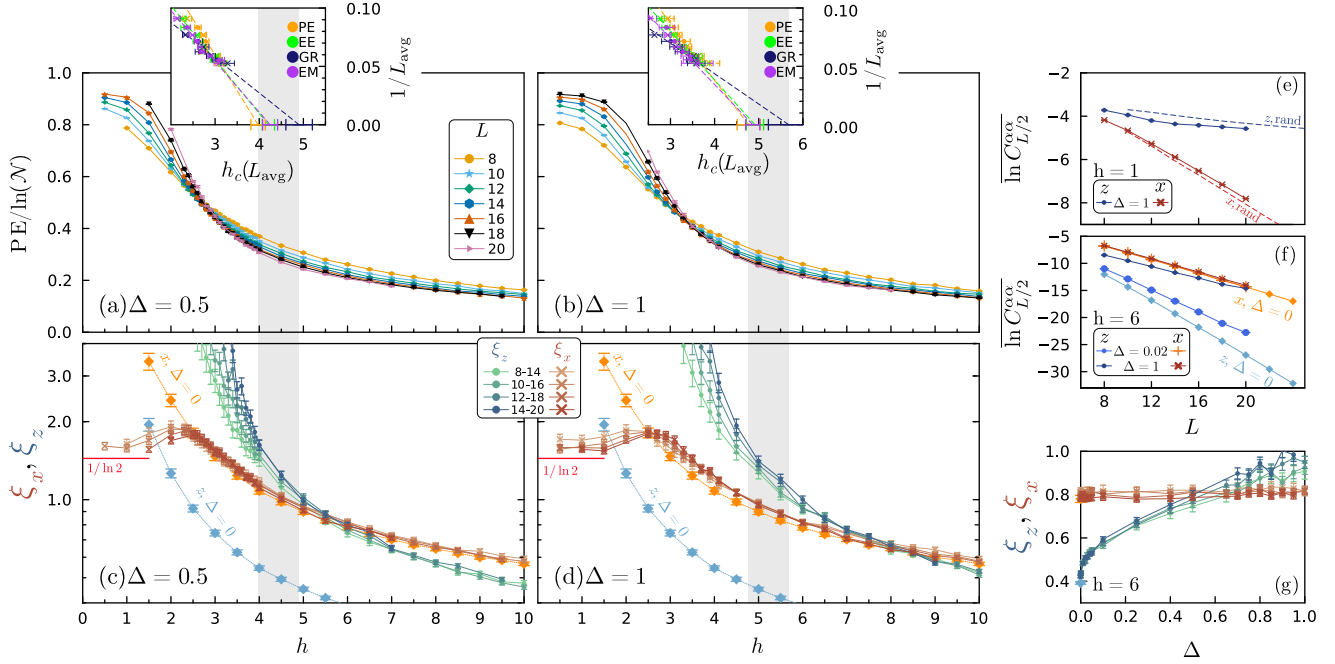 0.10
0.05
0.00
1/L_avg
PE
EE
GR
EM
3
4
5
h_c(L_avg)
0.10
0.05
0.00
1/L_avg
PE
EE
GR
EM
3
4
5
6
h_c(L_avg)
PE/ln(𝒩)
1.0
0.8
0.6
0.4
0.2
0.0
L
8
10
12
14
16
18
20
(a) Δ = 0.5
(b) Δ = 1
ξ_x, ξ_z
3.0
2.0
1.0
x, Δ = 0
z, Δ = 0
1/ ln 2
(c) Δ = 0.5
ξ_z ξ_x
8-14
10-16
12-18
14-20
x, Δ = 0
z, Δ = 0
1/ ln 2
(d) Δ = 1
0 1 2 3 4 5 6 7 8 9 10
h
0 1 2 3 4 5 6 7 8 9 10
h
ln C^αα_L/2
−2
−4
−6
−8
(e)
z,rand
x,rand
h = 1
z x
Δ = 1
ln C^αα_L/2
−5
−10
−15
−20
−25
−30
(f)
x, Δ = 0
z, Δ = 0
h = 6
z x
Δ = 0.02
Δ = 1
8 12 16 20
L
ξ_z, ξ_x
1.0
0.8
0.6
0.4
h = 6
(g)
0.0 0.2 0.4 0.6 0.8 1.0
Δ